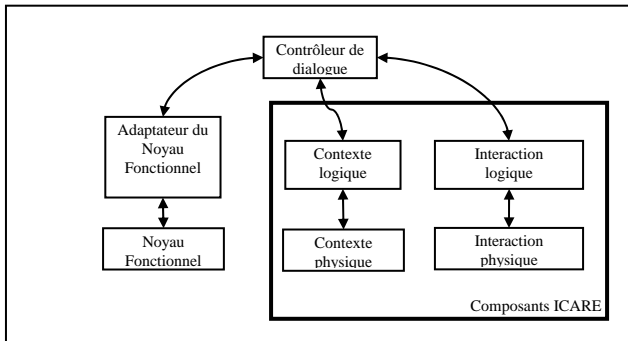 Contrôleur de
dialogue
Adaptateur du
Noyau
Fonctionnel
Contexte
logique
Interaction
logique
Noyau
Fonctionnel
Contexte
physique
Interaction
physique
Composants ICARE